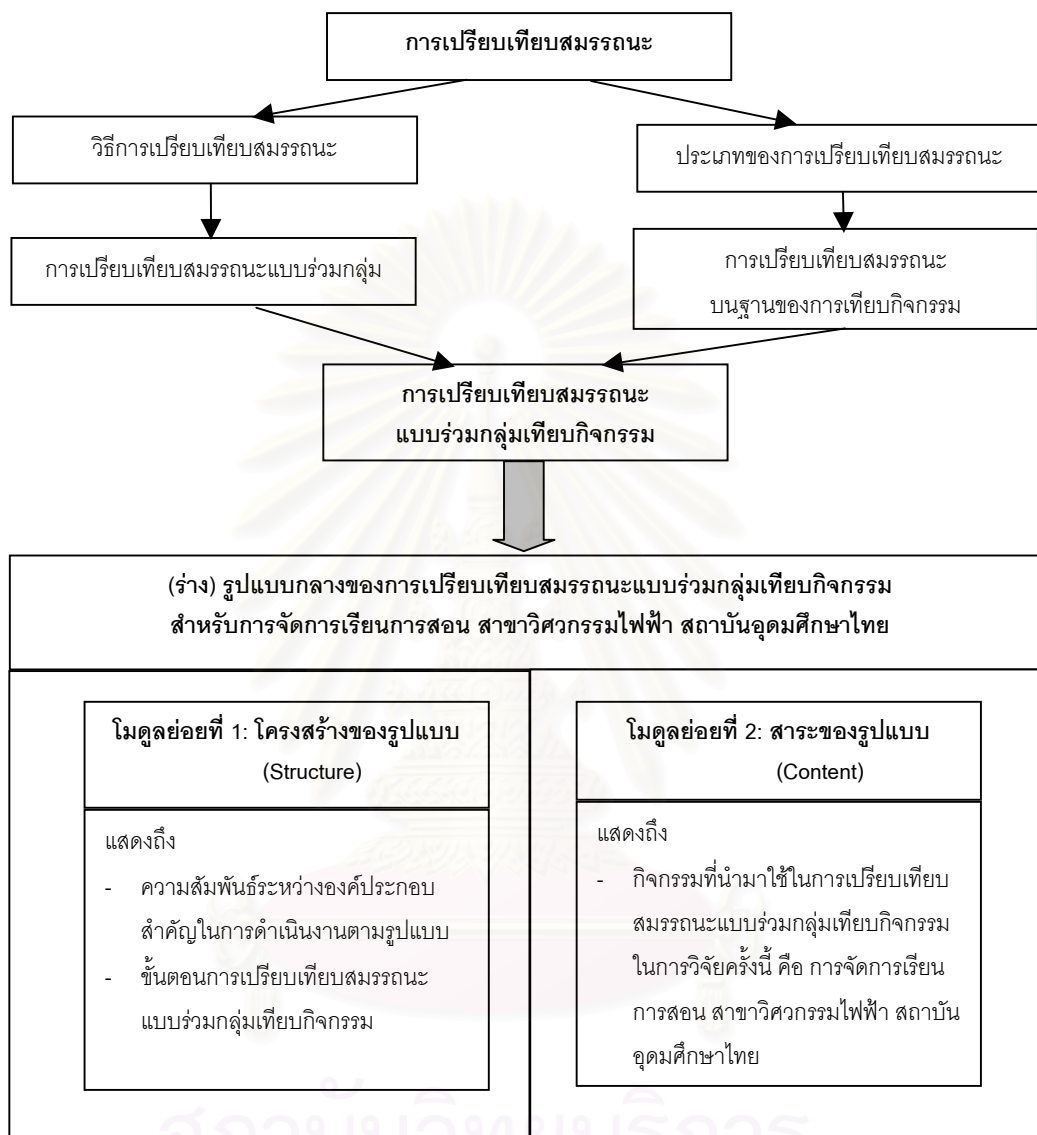 การเปรียบเทียบสมรรถนะ
วิธีการเปรียบเทียบสมรรถนะ
ประเภทของการเปรียบเทียบสมรรถนะ
การเปรียบเทียบสมรรถนะแบบร่วมกลุ่ม
การเปรียบเทียบสมรรถนะ
บนฐานของการเทียบกิจกรรม
การเปรียบเทียบสมรรถนะ
แบบร่วมกลุ่มเทียบกิจกรรม
(ร่าง) รูปแบบกลางของการเปรียบเทียบสมรรถนะแบบร่วมกลุ่มเทียบกิจกรรม
สำหรับการจัดการเรียนการสอน สาขาวิศวกรรมไฟฟ้า สถาบันอุดมศึกษาไทย
โมดูลย่อยที่ 1: โครงสร้างของรูปแบบ
(Structure)
แสดงถึง
- ความสัมพันธ์ระหว่างองค์ประกอบ
สำคัญในการดำเนินงานตามรูปแบบ
- ขั้นตอนการเปรียบเทียบสมรรถนะ
แบบร่วมกลุ่มเทียบกิจกรรม
โมดูลย่อยที่ 2: สาระของรูปแบบ
(Content)
แสดงถึง
- กิจกรรมที่นำมาใช้ในการเปรียบเทียบ
สมรรถนะแบบร่วมกลุ่มเทียบกิจกรรม
ในการวิจัยครั้งนี้ คือ การจัดการเรียน
การสอน สาขาวิศวกรรมไฟฟ้า สถาบัน
อุดมศึกษาไทย
สถาบันวิทยบริการ